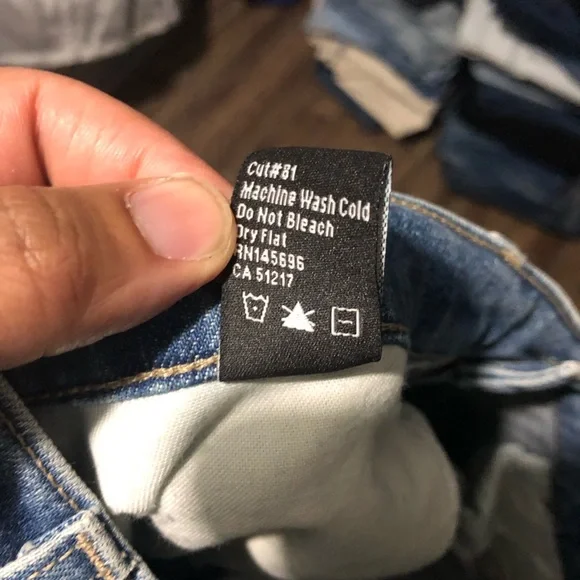 Cut#81
Machine Wash Cold
Do Not Bleach
Dry Flat
RN145696
CA 51217